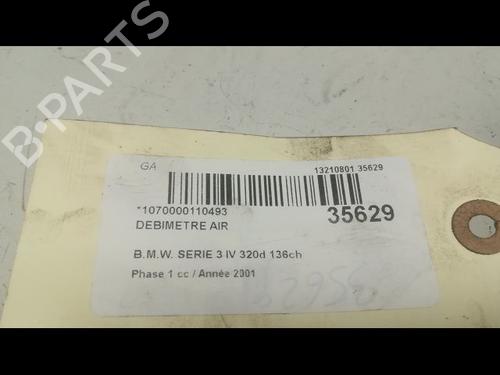 B-PARTS
GA
13210801 35629
*1070000110493
35629
DEBIMETRE AIR
B.M.W. SERIE 3 IV 320d 136ch
Phase 1 cc / Année 2001